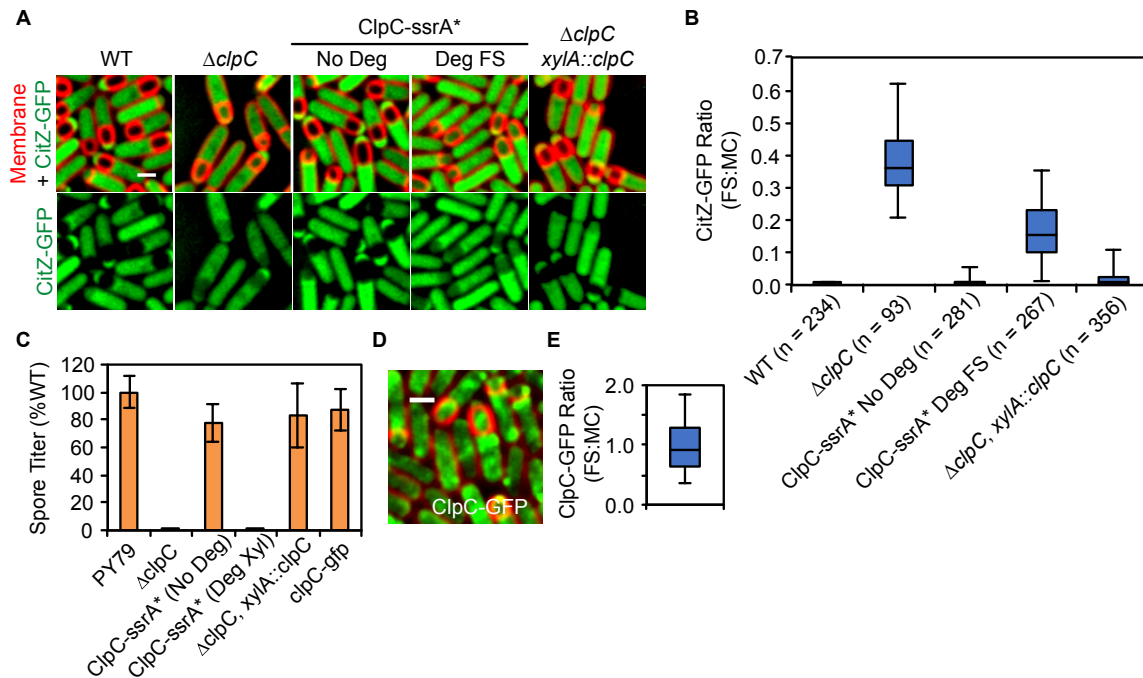 A
ClpC-ssrA*
WT
ΔclpC
No Deg
Deg FS
ΔclpC
xylA::clpC
Membrane
+ CitZ-GFP
CitZ-GFP
B
CitZ-GFP Ratio
(FS:MC)
0.7
0.6
0.5
0.4
0.3
0.2
0.1
0.0
WT (n = 234)
ΔclpC (n = 93)
ClpC-ssrA* No Deg (n = 281)
ClpC-ssrA* Deg FS (n = 267)
ΔclpC, xylA::clpC (n = 356)
C
Spore Titer (%WT)
120
100
80
60
40
20
0
PY79
ΔclpC
ClpC-ssrA* (No Deg)
ClpC-ssrA* (Deg Xyl)
ΔclpC, xylA::clpC
clpC-gfp
D
ClpC-GFP
E
ClpC-GFP Ratio
(FS:MC)
2.0
1.0
0.0